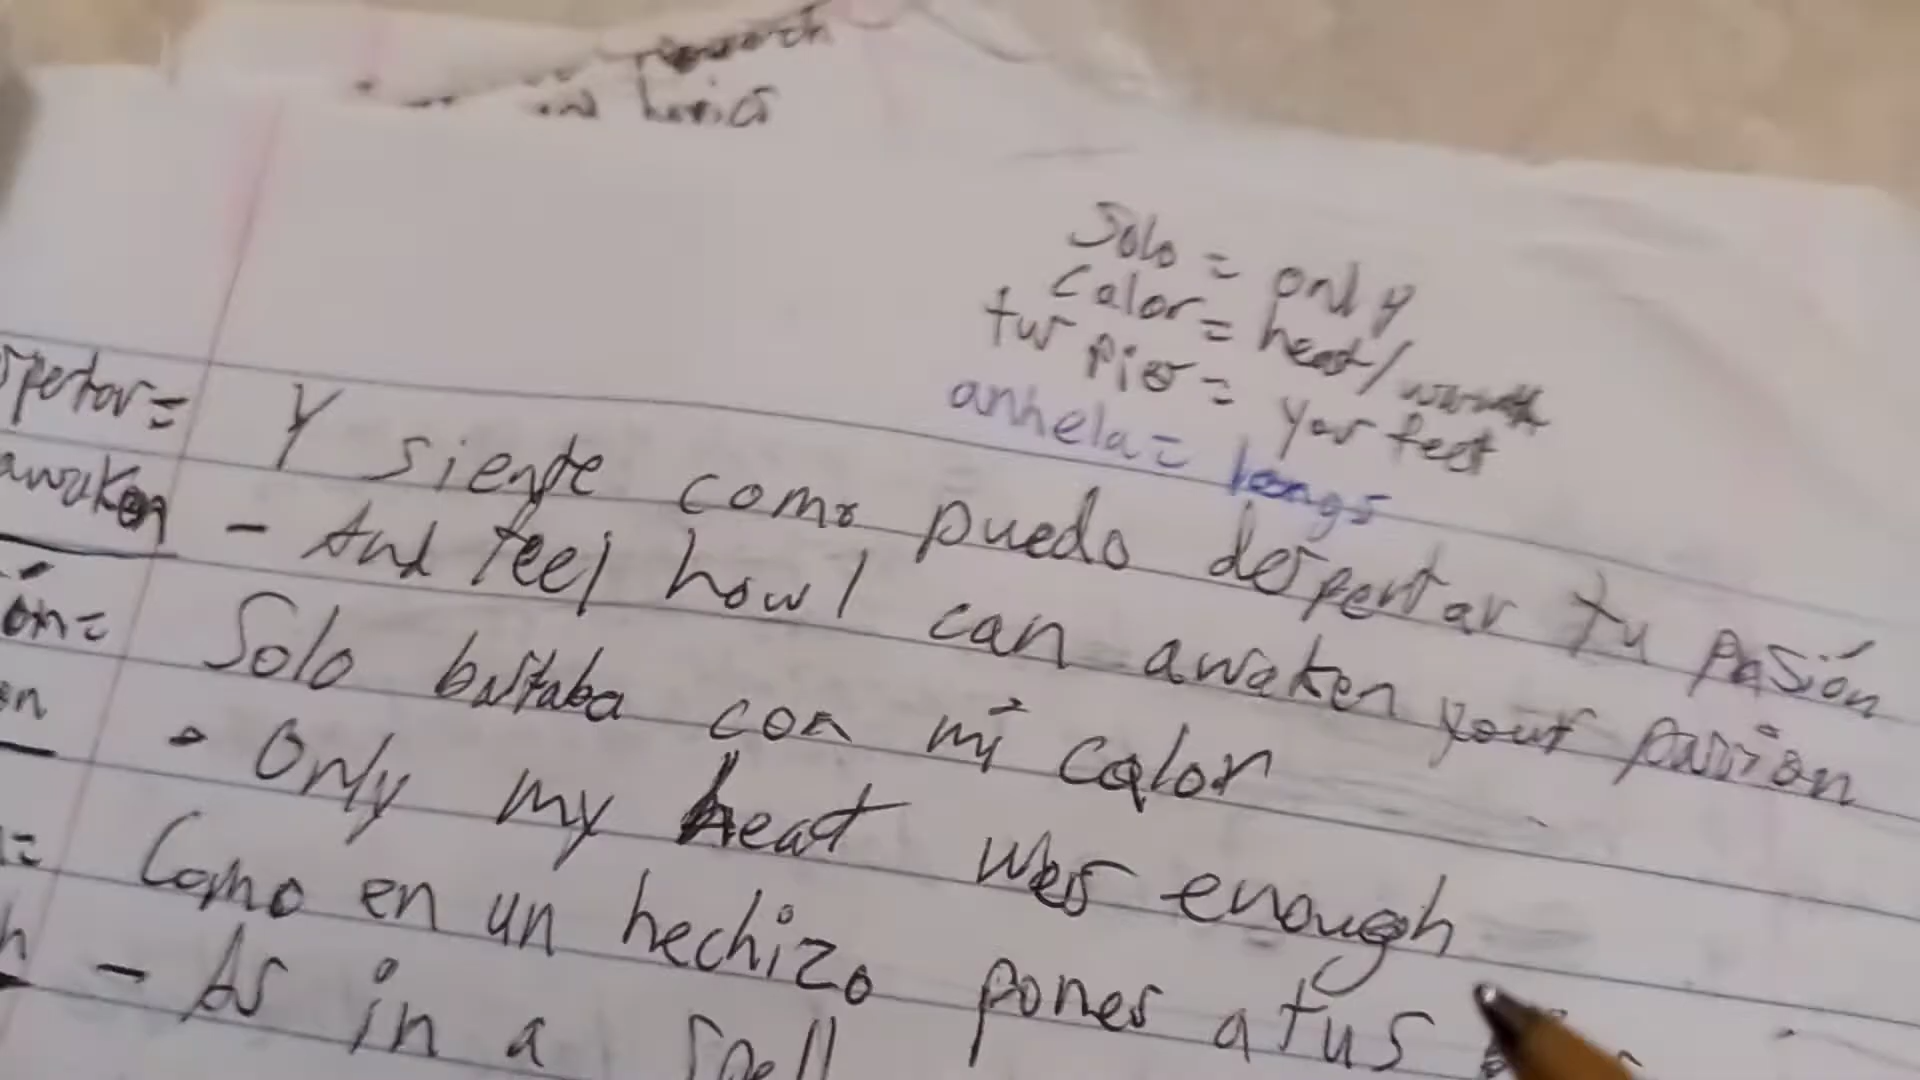 Solo = only
Calor = heat/warmth
tus pies = your feet
anhela = longs
Y siente como puedo despertar tu pasión
awaken
- And feel how I can awaken your passion
Solo bastaba con mi calor
- Only my heat was enough
Como en un hechizo pones a tus
- As in a spell